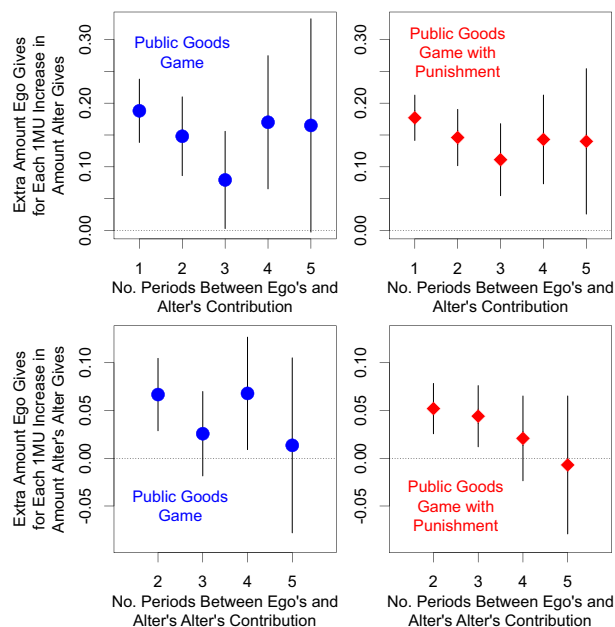 Extra Amount Ego Gives
for Each 1MU Increase in
Amount Alter Gives
0.00 0.10 0.20 0.30
Public Goods
Game
1 2 3 4 5
No. Periods Between Ego's and
Alter's Contribution
0.00 0.10 0.20 0.30
Public Goods
Game with
Punishment
1 2 3 4 5
No. Periods Between Ego's and
Alter's Contribution
Extra Amount Ego Gives
for Each 1MU Increase in
Amount Alter's Alter Gives
-0.05 0.00 0.05 0.10
Public Goods
Game
2 3 4 5
No. Periods Between Ego's and
Alter's Alter's Contribution
-0.05 0.00 0.05 0.10
Public Goods
Game with
Punishment
2 3 4 5
No. Periods Between Ego's and
Alter's Alter's Contribution